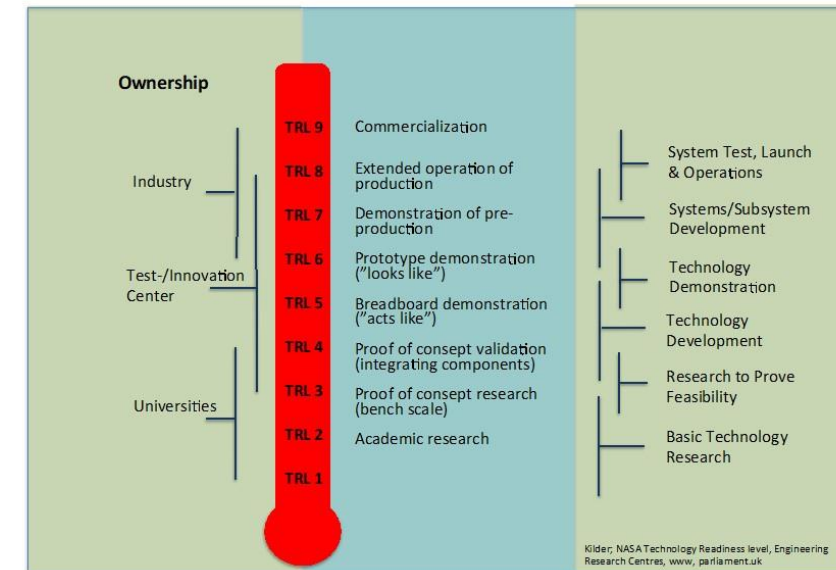 Ownership
Industry
Test-/Innovation
Center
Universities
TRL 9
TRL 8
TRL 7
TRL 6
TRL 5
TRL 4
TRL 3
TRL 2
TRL 1
Commercialization
Extended operation of
production
Demonstration of pre-
production
Prototype demonstration
("looks like")
Breadboard demonstration
("acts like")
Proof of consept validation
(integrating components)
Proof of consept research
(bench scale)
Academic research
System Test, Launch
& Operations
Systems/Subsystem
Development
Technology
Demonstration
Technology
Development
Research to Prove
Feasibility
Basic Technology
Research
Kilder; NASA Technology Readiness level, Engineering
Research Centres, www, parliament.uk